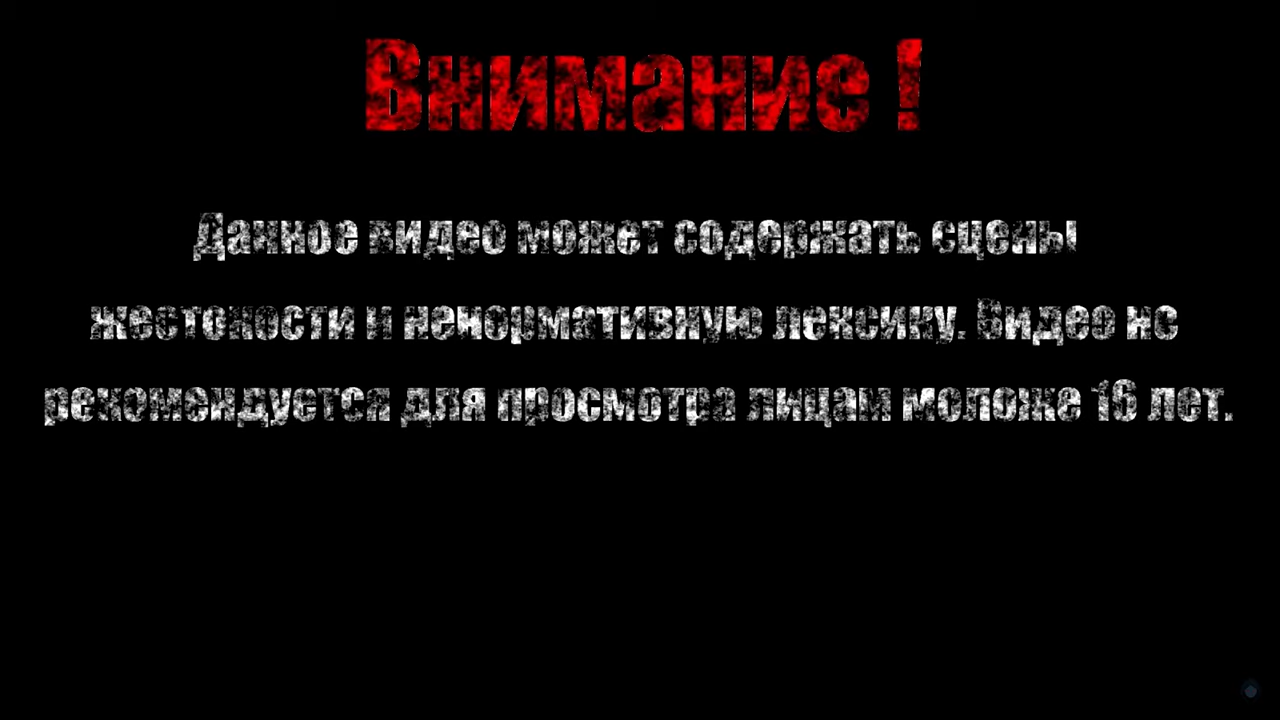 Внимание !
Данное видео может содержать сцены
жестокости и ненормативную лексику. Видео не
рекомендуется для просмотра лицам моложе 16 лет.